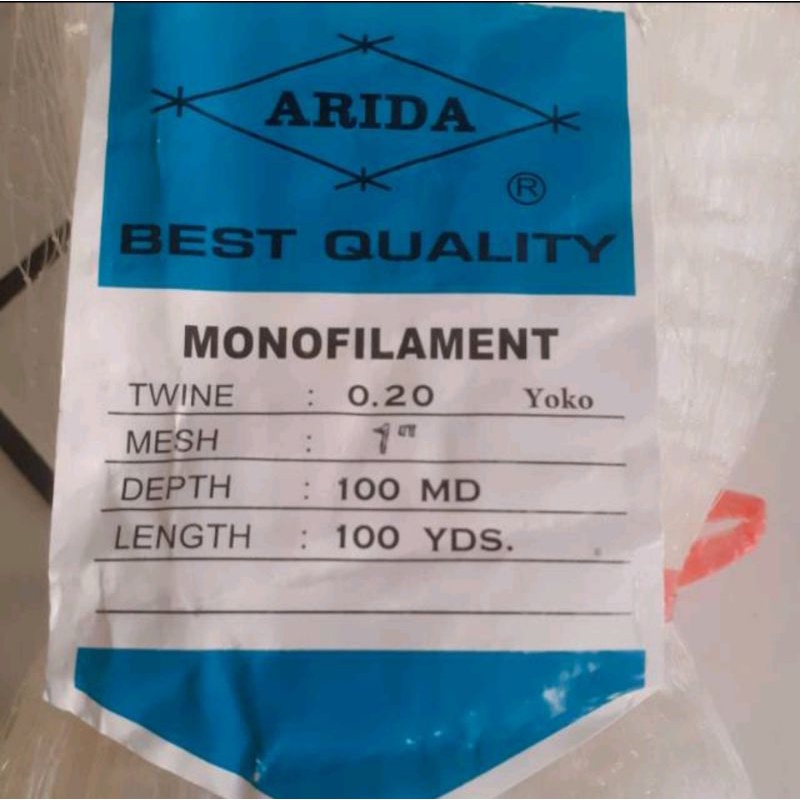 ARIDA
®
BEST QUALITY
MONOFILAMENT
TWINE : 0.20 Yoko
MESH : 1"
DEPTH : 100 MD
LENGTH : 100 YDS.